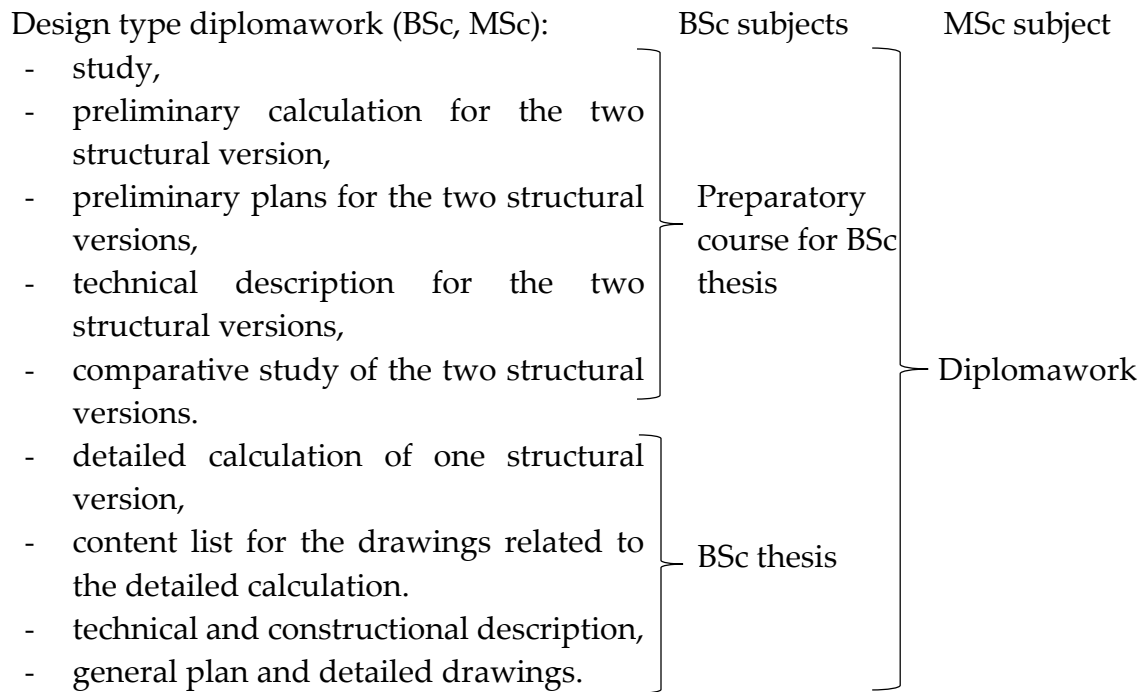 Design type diplomawork (BSc, MSc): BSc subjects MSc subject
- study,
- preliminary calculation for the two
structural version,
- preliminary plans for the two structural
versions,
- technical description for the two
structural versions,
- comparative study of the two structural
versions.
Preparatory
course for BSc
thesis
- detailed calculation of one structural
version,
- content list for the drawings related to
the detailed calculation.
- technical and constructional description,
- general plan and detailed drawings.
BSc thesis
Diplomawork